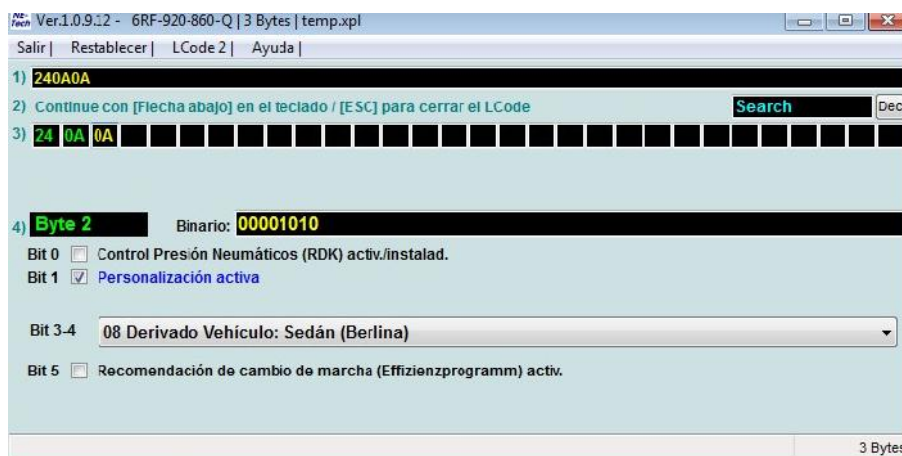 NE-Tech Ver.1.0.9.12 - 6RF-920-860-Q | 3 Bytes | temp.xpl
Salir | Restablecer | LCode 2 | Ayuda |
1) 240A0A
2) Continue con [Flecha abajo] en el teclado / [ESC] para cerrar el LCode Search Dec
3) 24 0A 0A
4) Byte 2 Binario: 00001010
Bit 0 Control Presión Neumáticos (RDK) activ./instalad.
Bit 1 Personalización activa
Bit 3-4 08 Derivado Vehículo: Sedán (Berlina)
Bit 5 Recomendación de cambio de marcha (Effizienzprogramm) activ.
3 Bytes